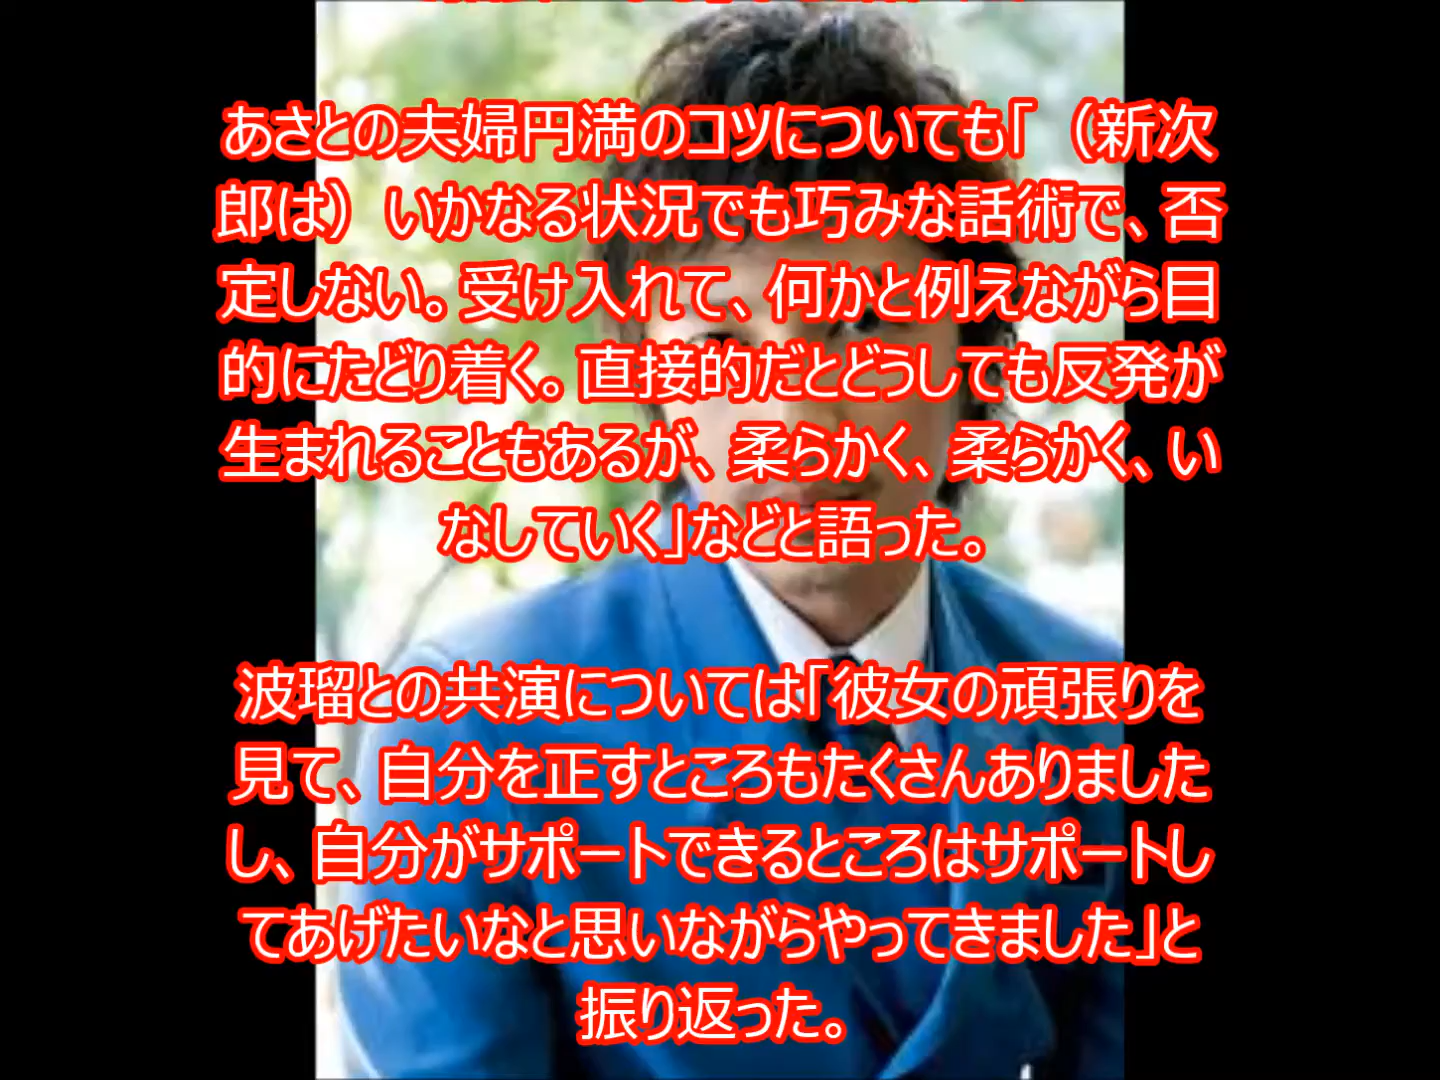 あさとの夫婦円満のコツについても「（新次
郎は）いかなる状況でも巧みな話術で、否
定しない。受け入れて、何かと例えながら目
的にたどり着く。直接的だとどうしても反発が
生まれることもあるが、柔らかく、柔らかく、い
なしていく」などと語った。
波瑠との共演については「彼女の頑張りを
見て、自分を正すところもたくさんありました
し、自分がサポートできるところはサポートし
てあげたいなと思いながらやってきました」と
振り返った。